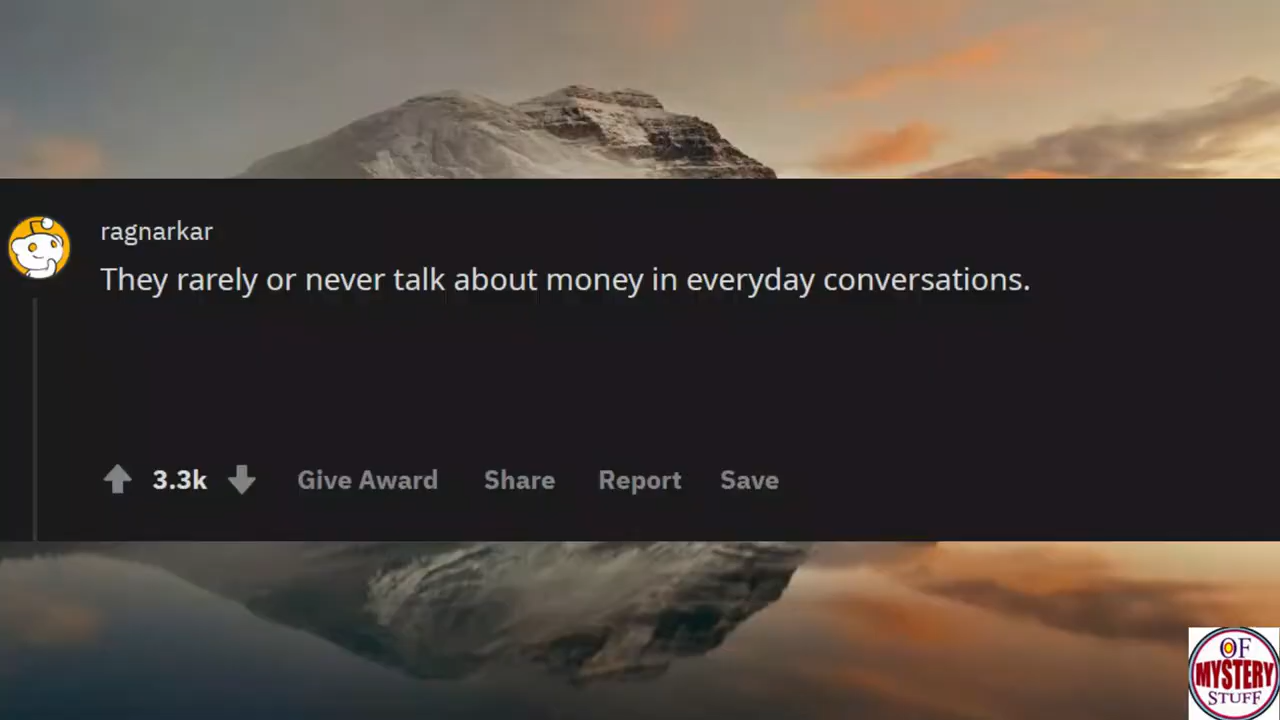 ragnarkar
They rarely or never talk about money in everyday conversations.
3.3k Give Award Share Report Save
OF
MYSTERY
STUFF